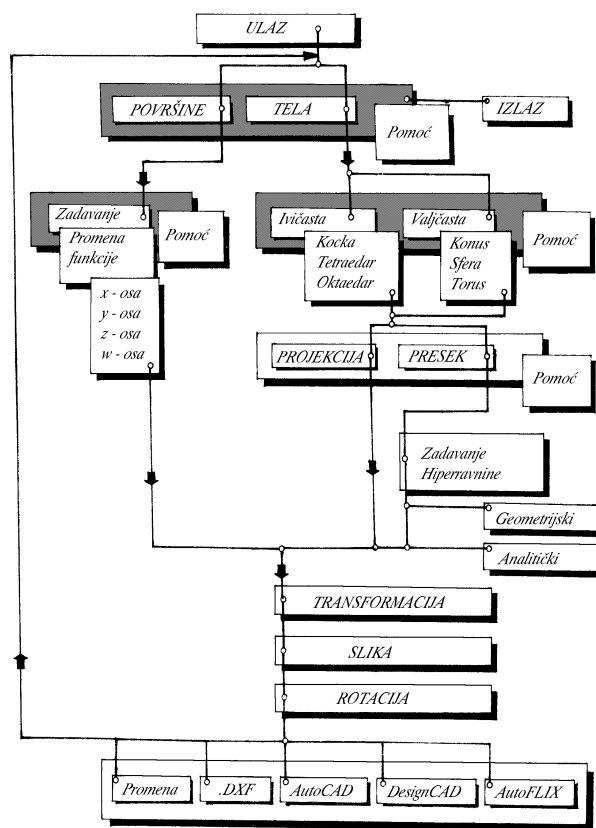 ULAZ
POVRŠINE
TELA
Pomoć
IZLAZ
Zadavanje
Promena
funkcije
Pomoć
x - osa
y - osa
z - osa
w - osa
Ivičasta
Kocka
Tetraedar
Oktaedar
Valjčasta
Konus
Sfera
Torus
Pomoć
PROJEKCIJA
PRESEK
Pomoć
Zadavanje
Hiperravnine
Geometrijski
Analitički
TRANSFORMACIJA
SLIKA
ROTACIJA
Promena
.DXF
AutoCAD
DesignCAD
AutoFLIX